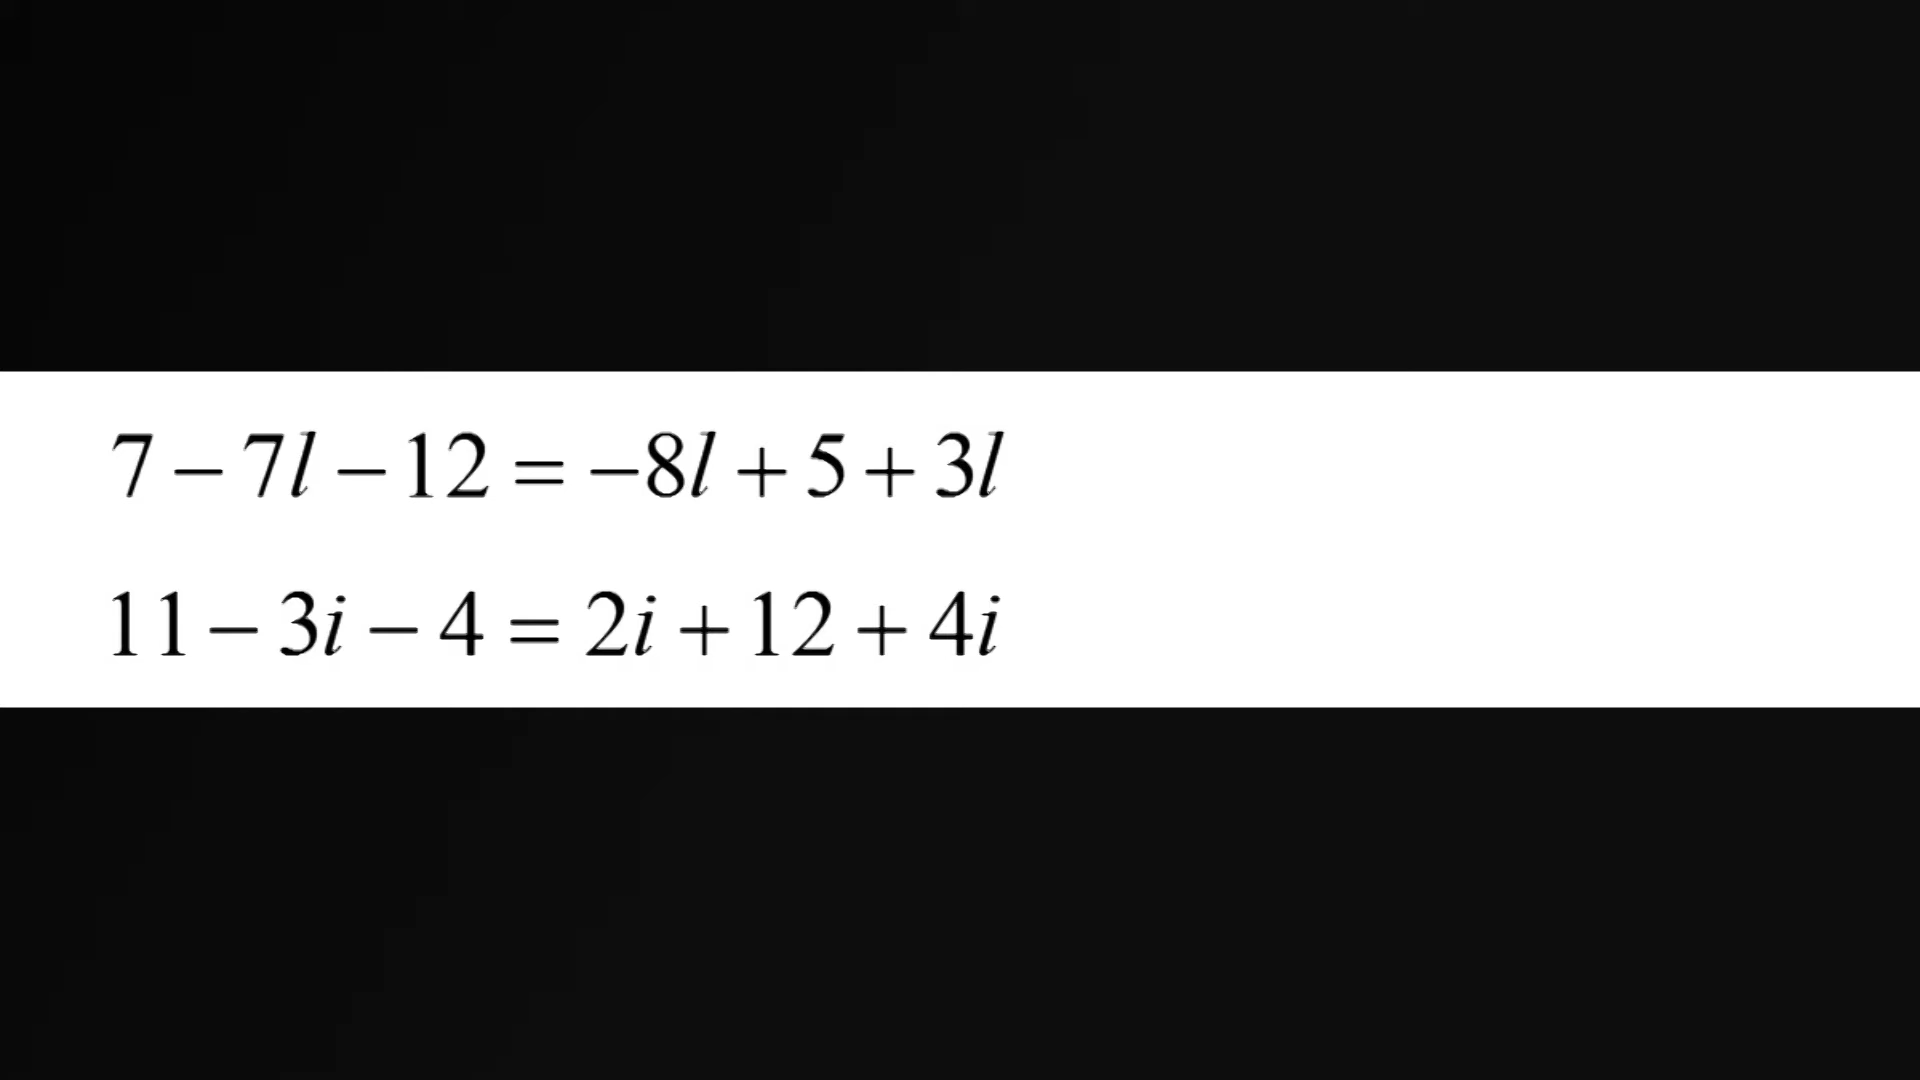 7 − 7l − 12 = −8l + 5 + 3l
11 − 3i − 4 = 2i + 12 + 4i